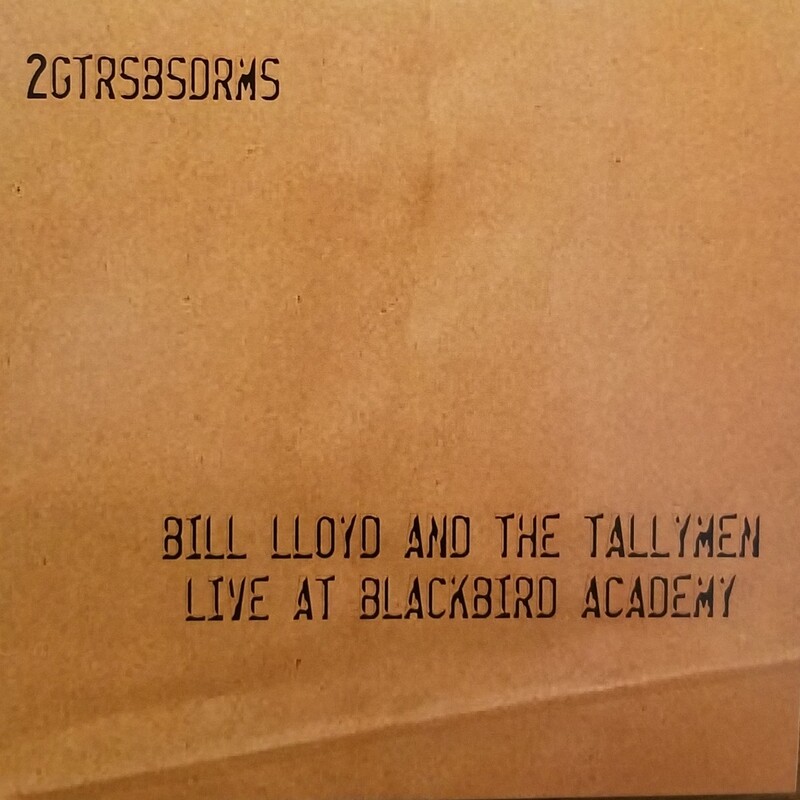 2GTRSBSDRMS
BILL LLOYD AND THE TALLYMEN
LIVE AT BLACKBIRD ACADEMY